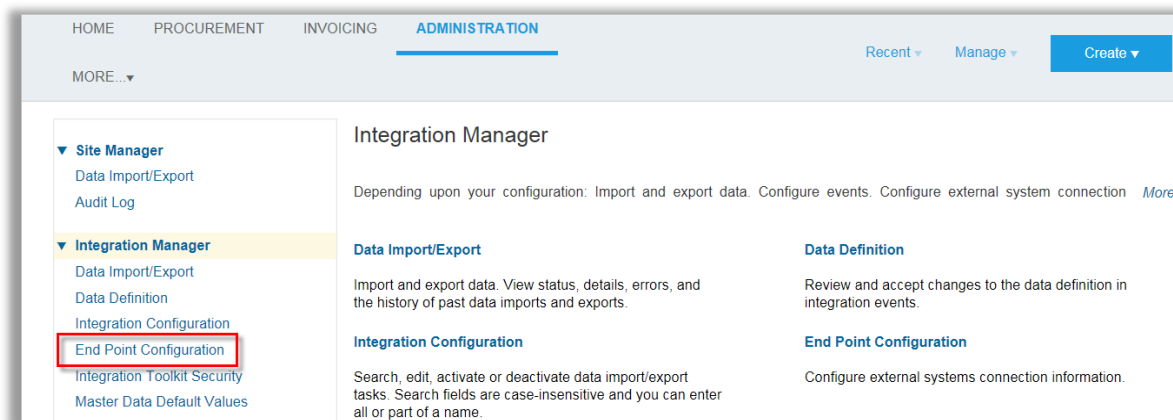 HOME PROCUREMENT INVOICING ADMINISTRATION
Recent Manage Create
MORE...
Site Manager
Data Import/Export
Audit Log
Integration Manager
Data Import/Export
Data Definition
Integration Configuration
End Point Configuration
Integration Toolkit Security
Master Data Default Values
Integration Manager
Depending upon your configuration: Import and export data. Configure events. Configure external system connection More
Data Import/Export
Import and export data. View status, details, errors, and
the history of past data imports and exports.
Data Definition
Review and accept changes to the data definition in
integration events.
Integration Configuration
Search, edit, activate or deactivate data import/export
tasks. Search fields are case-insensitive and you can enter
all or part of a name.
End Point Configuration
Configure external systems connection information.